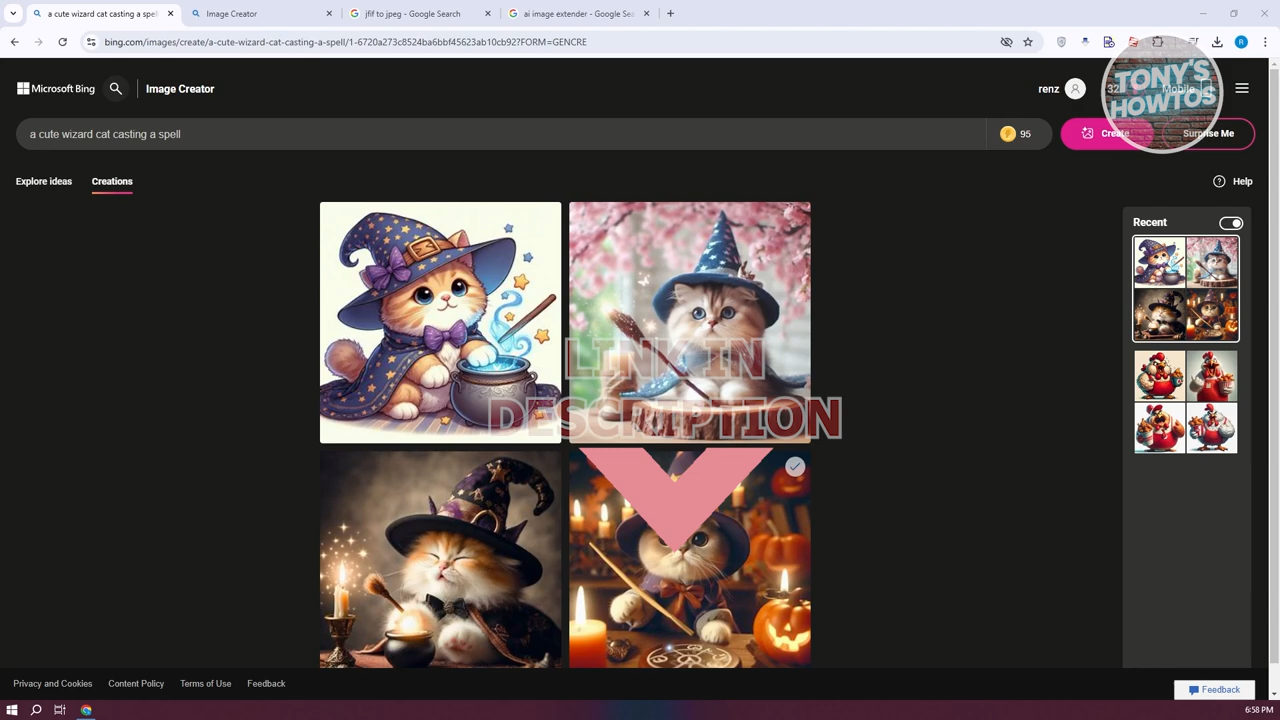 a cute wizard cat casting a spell
Image Creator
jfif to jpeg - Google Search
ai image extender - Google Sea
bing.com/images/create/a-cute-wizard-cat-casting-a-spell/1-6720a273c8524ba6bbf45623ab10cb92?FORM=GENCRE
R
Microsoft Bing
Image Creator
renz
32
Mobile
TONY'S
HOWTOS
a cute wizard cat casting a spell
95
Create
Surprise Me
Explore ideas
Creations
Help
Recent
LINK IN
DESCRIPTION
Privacy and Cookies
Content Policy
Terms of Use
Feedback
Feedback
6:58 PM